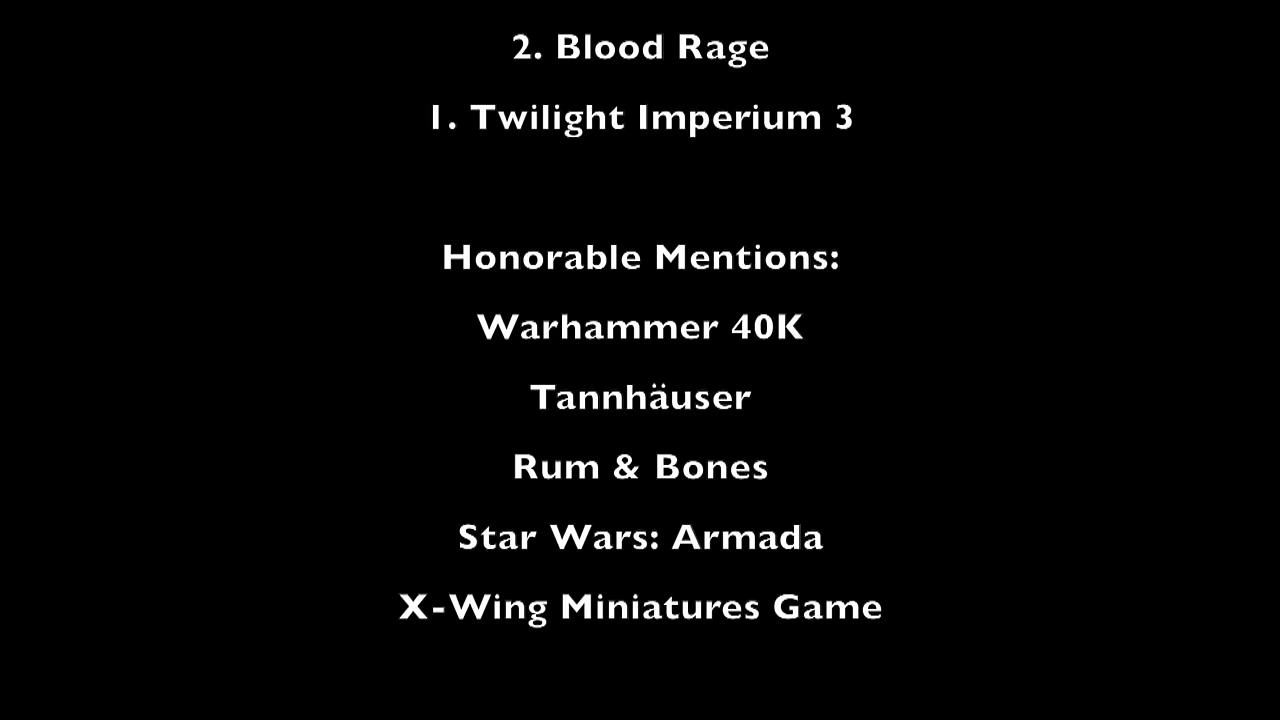 2. Blood Rage
1. Twilight Imperium 3
Honorable Mentions:
Warhammer 40K
Tannhäuser
Rum & Bones
Star Wars: Armada
X-Wing Miniatures Game